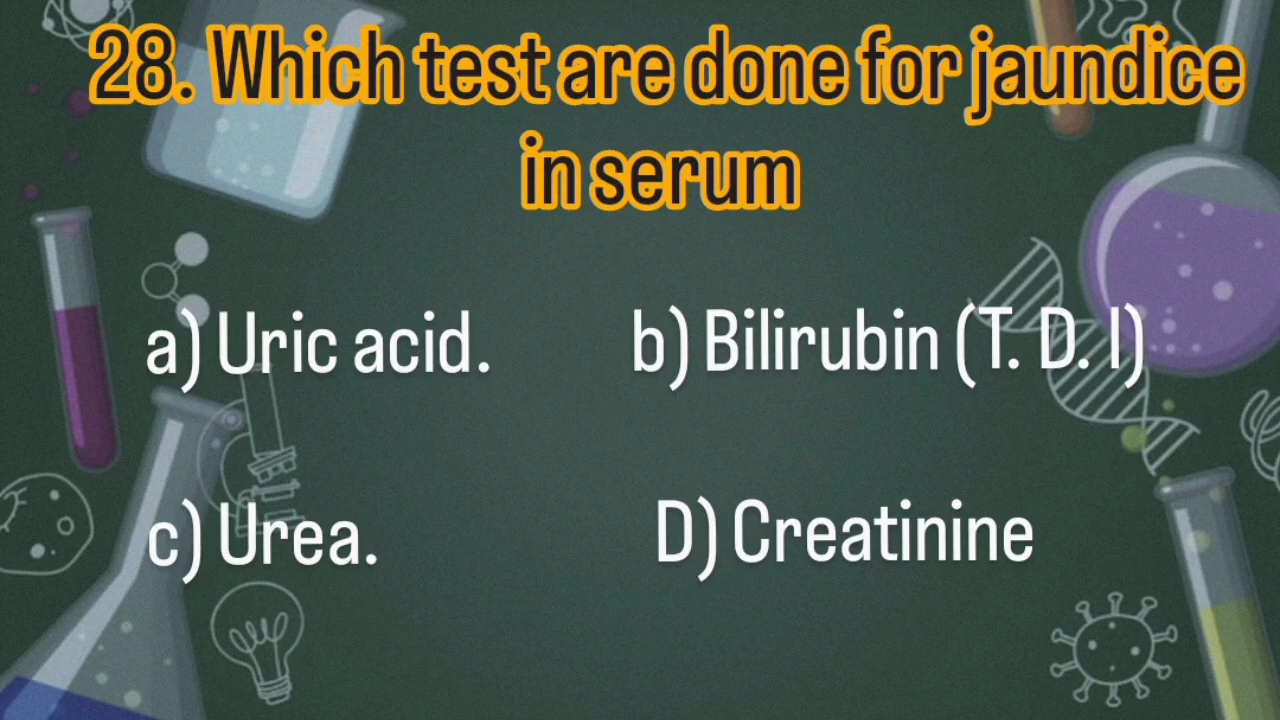 28. Which test are done for jaundice
in serum
a) Uric acid. b) Bilirubin (T. D. I)
c) Urea. D) Creatinine